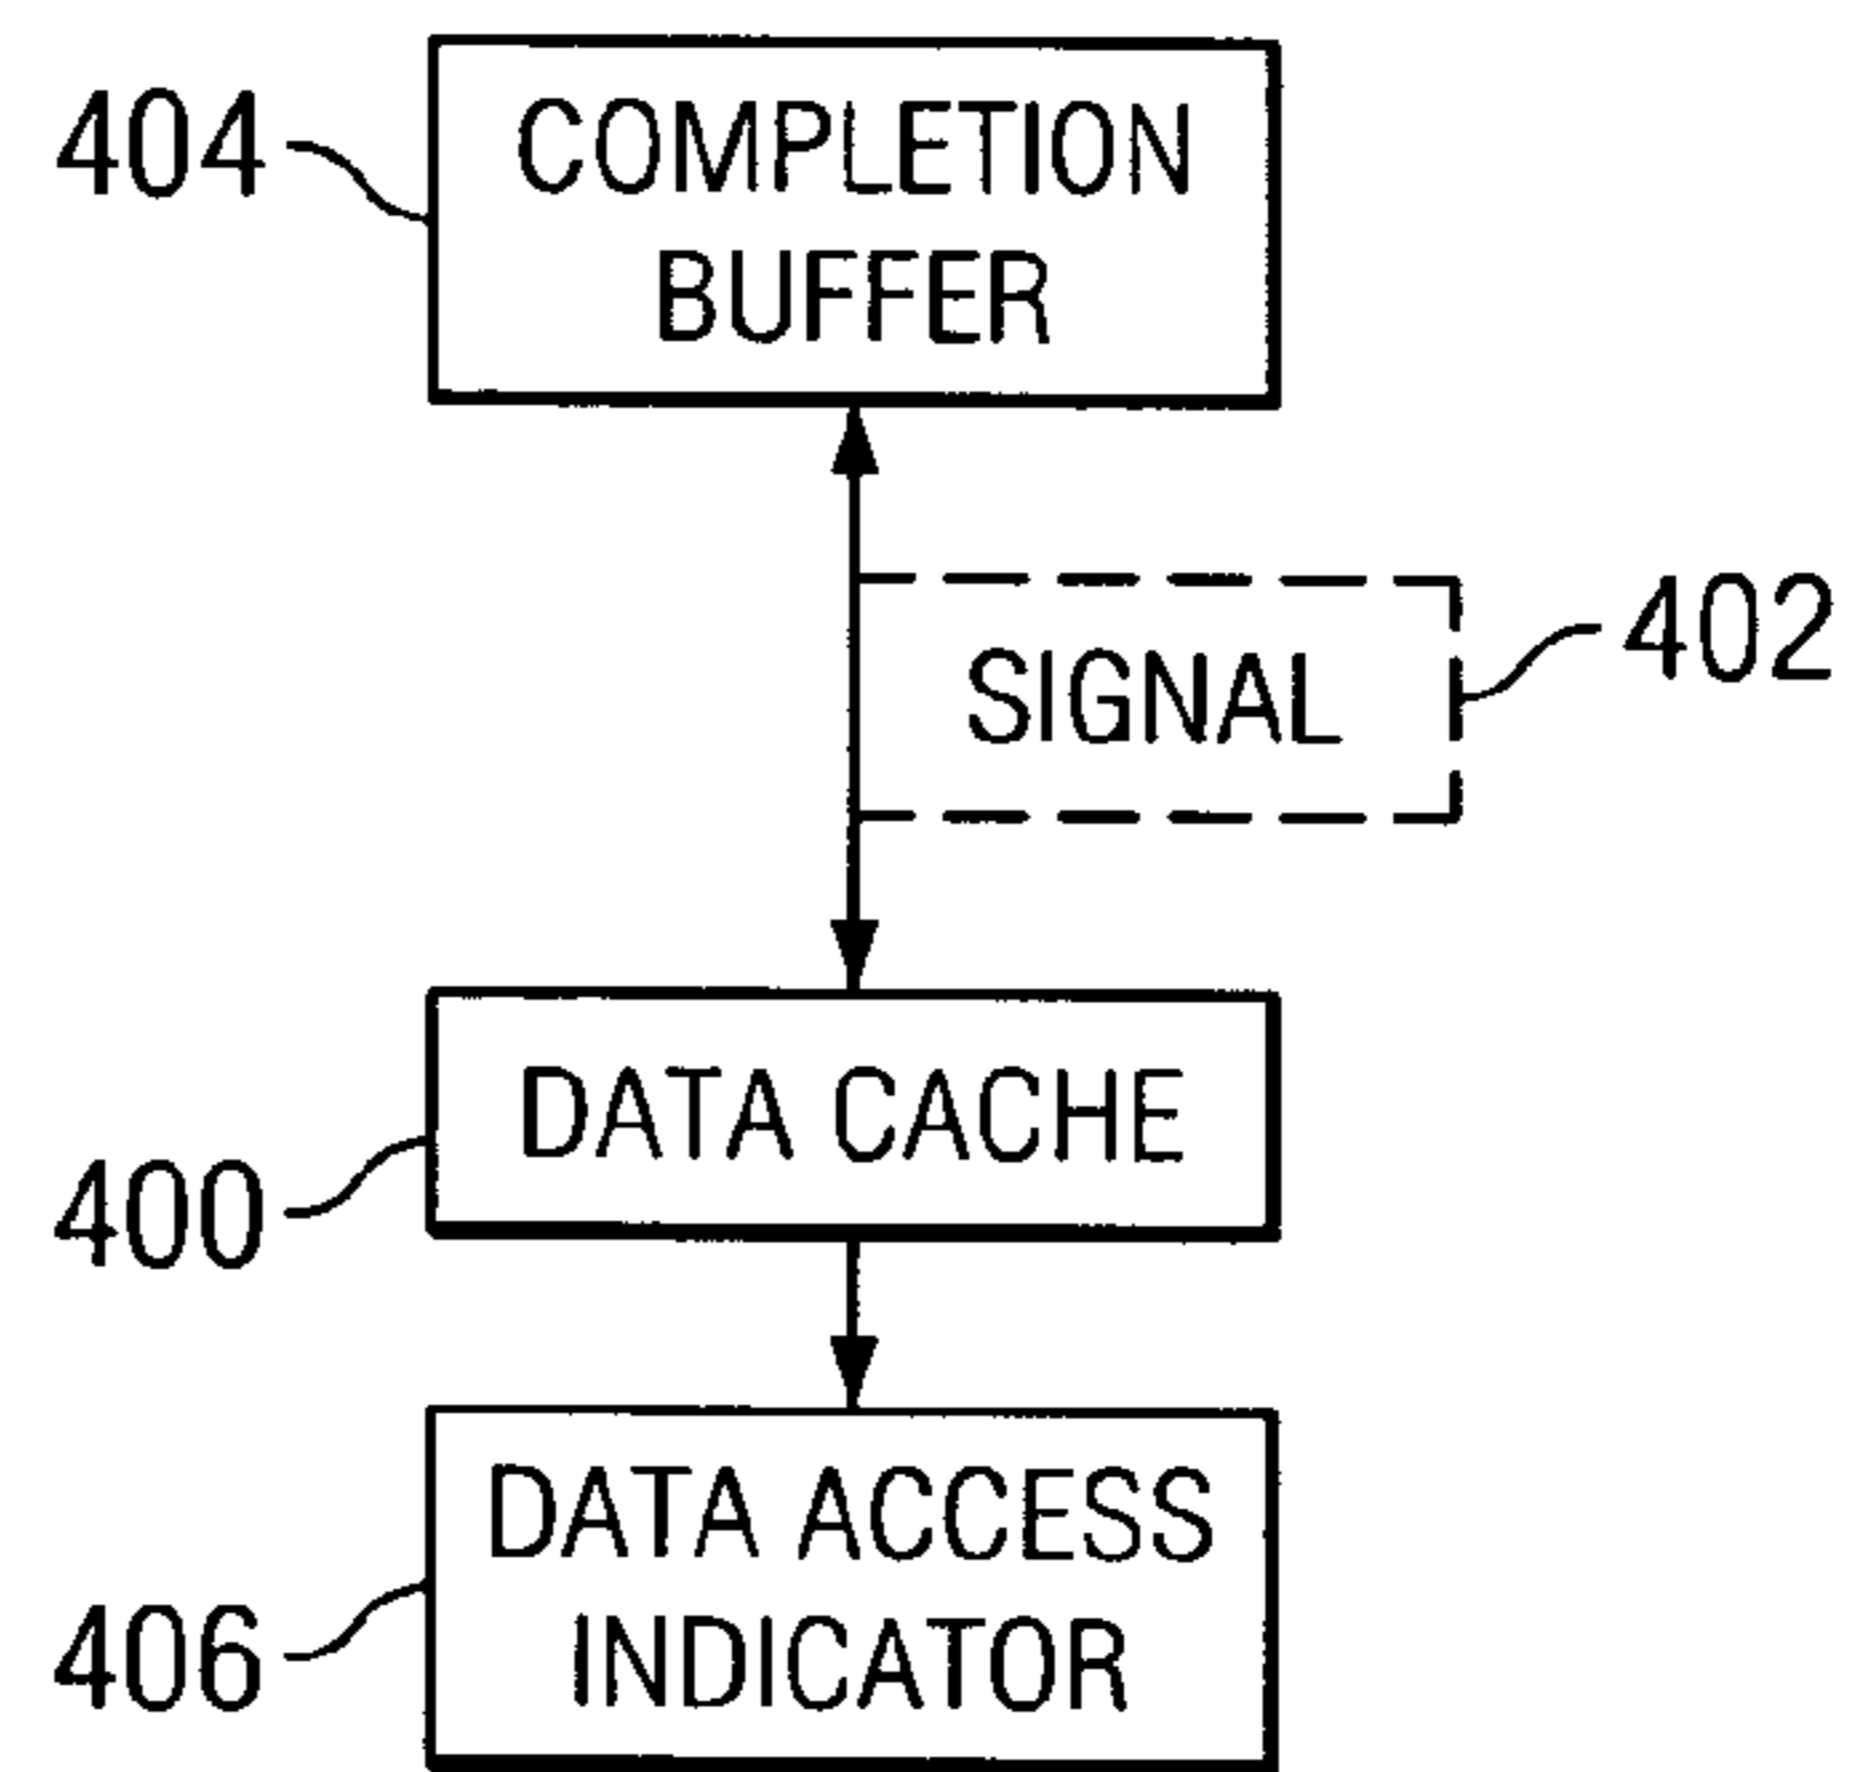 404
COMPLETION
BUFFER
SIGNAL
402
DATA CACHE
400
DATA ACCESS
INDICATOR
406